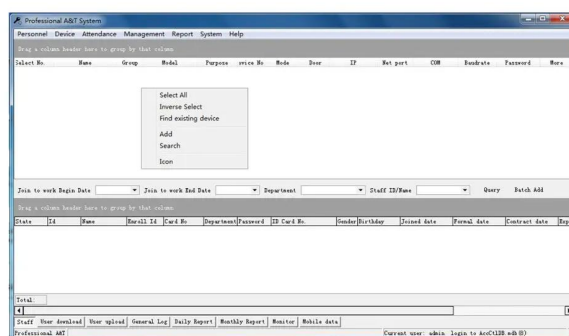 Professional A&T System
Personnel Device Attendance Management Report System Help
Drag a column header here to group by that column
Select No. Name Group Model Purpose vvice No Mode Door IP Net port COM Baudrate Password More
Select All
Inverse Select
Find existing device
Add
Search
Icon
Join to work Begin Date Join to work End Date Department Staff ID/Name Query Batch Add
Drag a column header here to group by that column
State Id Name Enroll Id Card No Department Password ID Card No. Gender Birthday Joined date Formal date Contract date Exp
Total:
Staff User download User upload General Log Daily Report Monthly Report Monitor Mobile data
Professional A&T Current user: admin login to AccCtlDB.mdb(S)